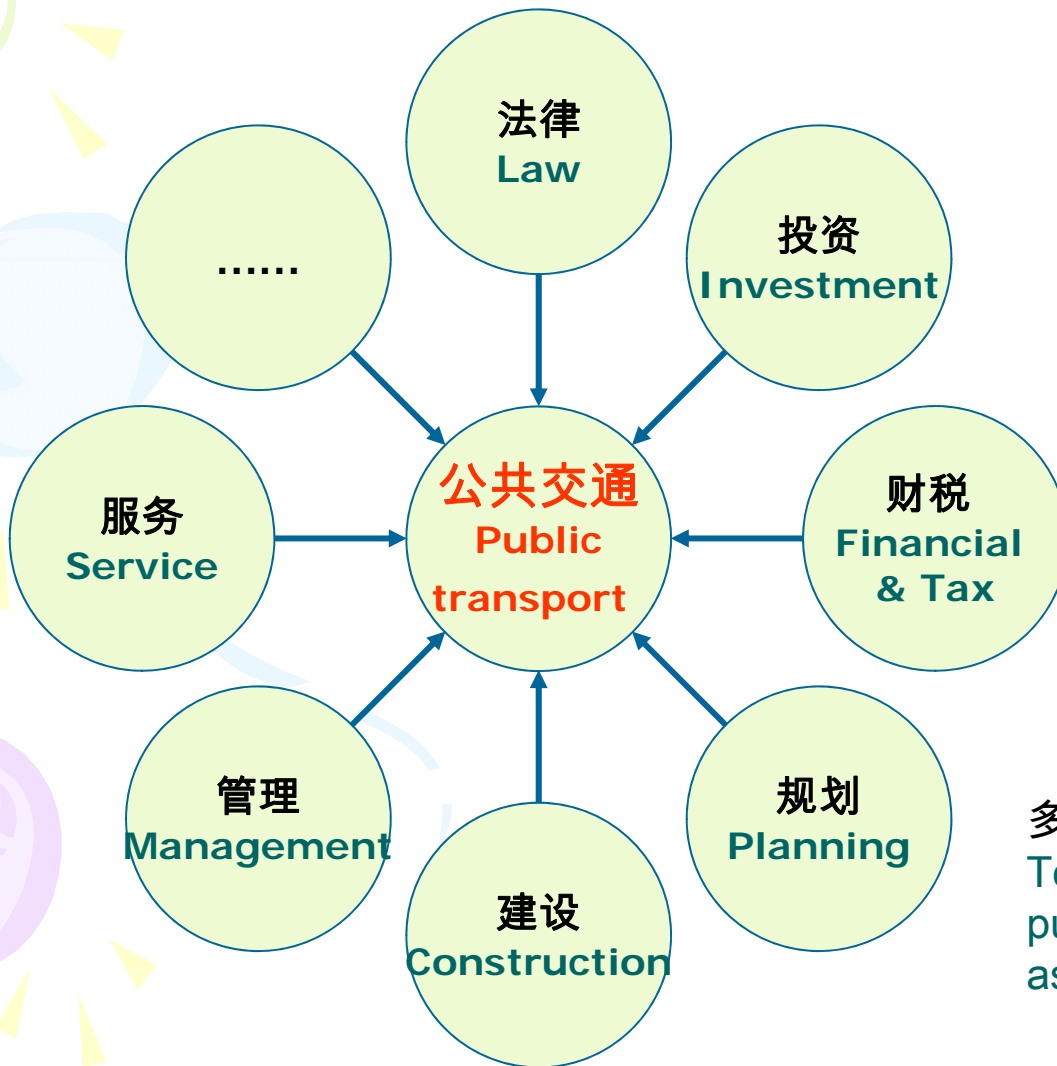 法律
Law
投资
Investment
财税
Financial
& Tax
规划
Planning
建设
Construction
管理
Management
服务
Service
......
公共交通
Public
transport
多